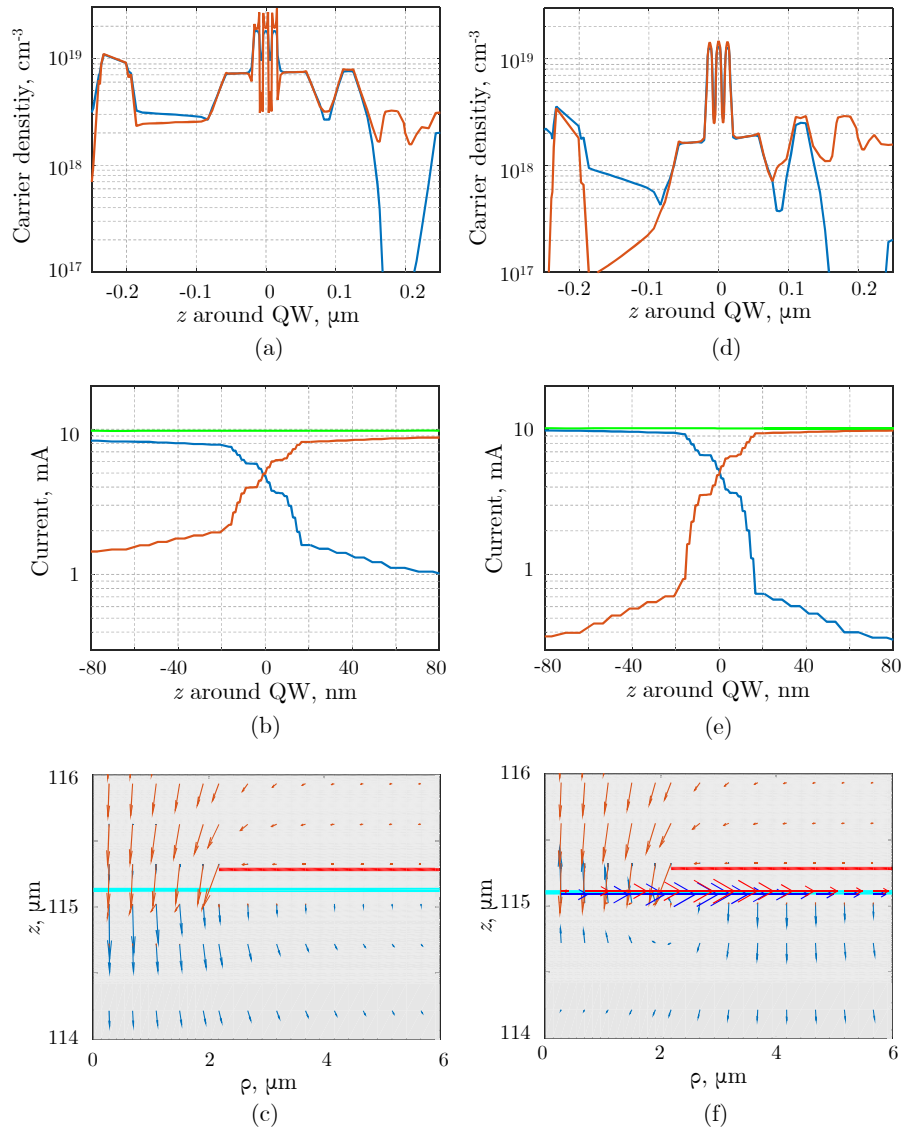 Carrier densitiy, cm-3
10^19
10^18
10^17
-0.2 -0.1 0 0.1 0.2
z around QW, μm
(a)
Carrier densitiy, cm-3
10^19
10^18
10^17
-0.2 -0.1 0 0.1 0.2
z around QW, μm
(d)
Current, mA
10
1
-80 -40 0 40 80
z around QW, nm
(b)
Current, mA
10
1
-80 -40 0 40 80
z around QW, nm
(e)
z, μm
116
115
114
0 2 4 6
ρ, μm
(c)
z, μm
116
115
114
0 2 4 6
ρ, μm
(f)